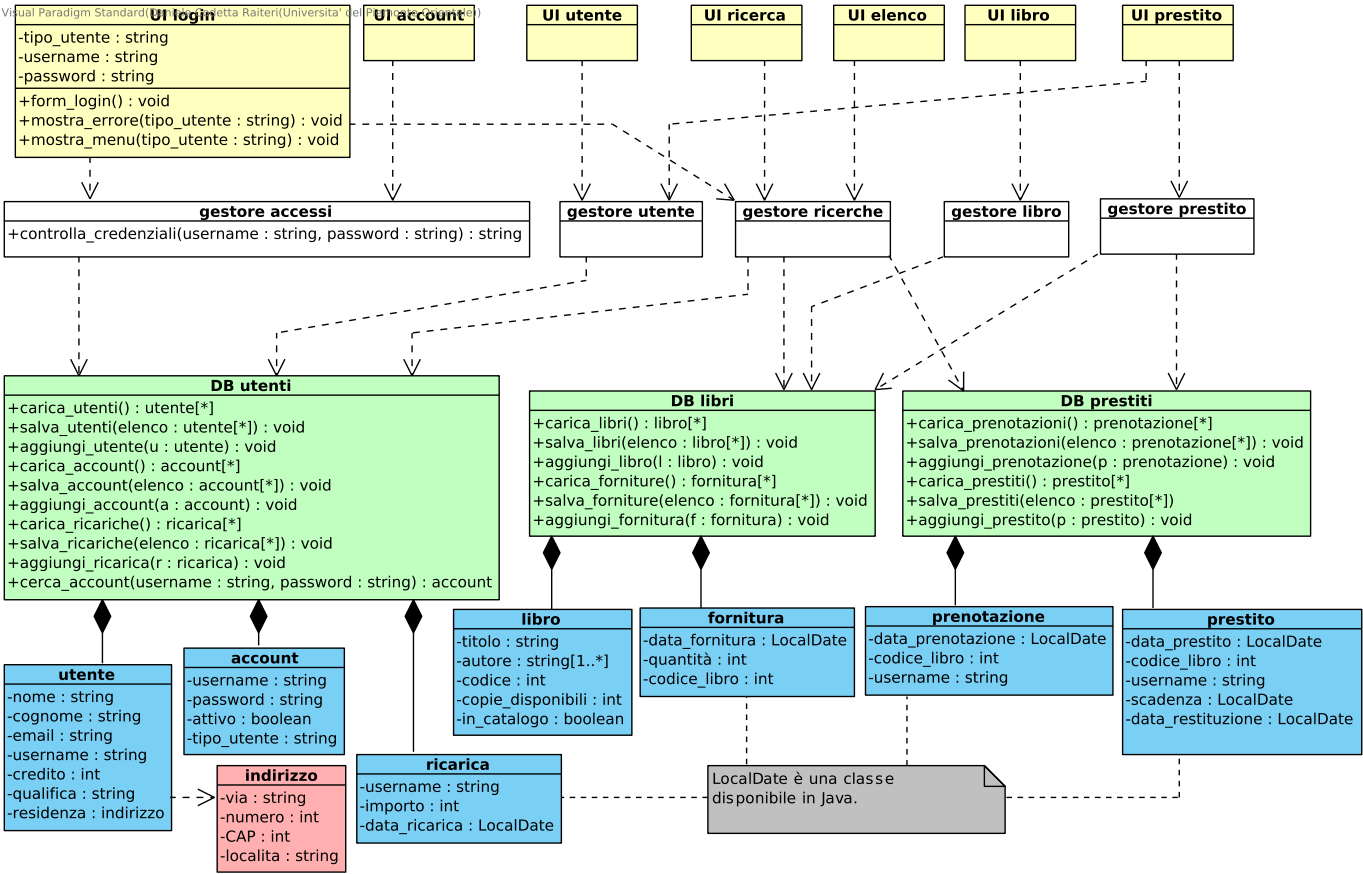 Visual Paradigm Standard(Daniele Codetta Raiteri(Universita' del Piemonte Orientale))
UI login
-tipo_utente : string
-username : string
-password : string
+form_login() : void
+mostra_errore(tipo_utente : string) : void
+mostra_menu(tipo_utente : string) : void
UI account
UI utente
UI ricerca
UI elenco
UI libro
UI prestito
gestore accessi
+controlla_credenziali(username : string, password : string) : string
gestore utente
gestore ricerche
gestore libro
gestore prestito
DB utenti
+carica_utenti() : utente[*]
+salva_utenti(elenco : utente[*]) : void
+aggiungi_utente(u : utente) : void
+carica_account() : account[*]
+salva_account(elenco : account[*]) : void
+aggiungi_account(a : account) : void
+carica_ricariche() : ricarica[*]
+salva_ricariche(elenco : ricarica[*]) : void
+aggiungi_ricarica(r : ricarica) : void
+cerca_account(username : string, password : string) : account
DB libri
+carica_libri() : libro[*]
+salva_libri(elenco : libro[*]) : void
+aggiungi_libro(l : libro) : void
+carica_forniture() : fornitura[*]
+salva_forniture(elenco : fornitura[*]) : void
+aggiungi_fornitura(f : fornitura) : void
DB prestiti
+carica_prenotazioni() : prenotazione[*]
+salva_prenotazioni(elenco : prenotazione[*]) : void
+aggiungi_prenotazione(p : prenotazione) : void
+carica_prestiti() : prestito[*]
+salva_prestiti(elenco : prestito[*])
+aggiungi_prestito(p : prestito) : void
utente
-nome : string
-cognome : string
-email : string
-username : string
-credito : int
-qualifica : string
-residenza : indirizzo
account
-username : string
-password : string
-attivo : boolean
-tipo_utente : string
indirizzo
-via : string
-numero : int
-CAP : int
-localita : string
ricarica
-username : string
-importo : int
-data_ricarica : LocalDate
libro
-titolo : string
-autore : string[1..*]
-codice : int
-copie_disponibili : int
-in_catalogo : boolean
fornitura
-data_fornitura : LocalDate
-quantità : int
-codice_libro : int
prenotazione
-data_prenotazione : LocalDate
-codice_libro : int
-username : string
prestito
-data_prestito : LocalDate
-codice_libro : int
-username : string
-scadenza : LocalDate
-data_restituzione : LocalDate
LocalDate è una classe
disponibile in Java.